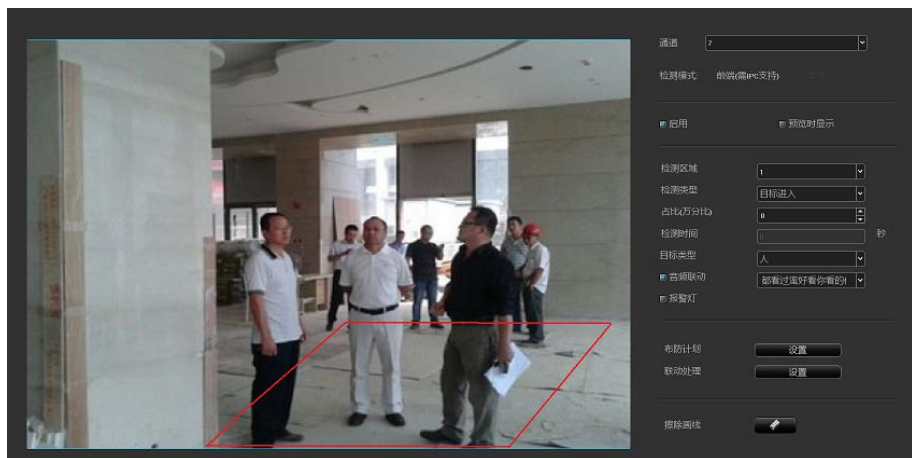 通道 7
检测模式: 前端(需IPC支持)
启用 预览时显示
检测区域 1
检测类型 目标进入
占比(万分比) 0
检测时间 秒
目标类型 人
音频联动
报警灯
布防计划 设置
联动处理 设置
擦除画线